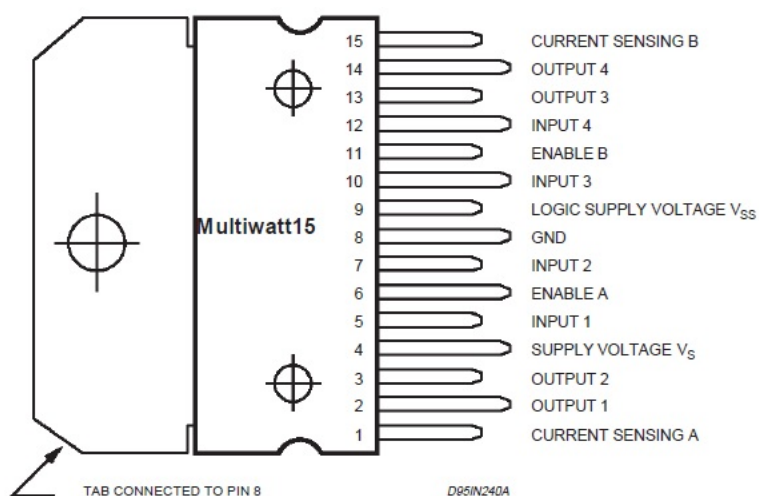 15 CURRENT SENSING B
14 OUTPUT 4
13 OUTPUT 3
12 INPUT 4
11 ENABLE B
10 INPUT 3
9 LOGIC SUPPLY VOLTAGE VSS
Multiwatt15
8 GND
7 INPUT 2
6 ENABLE A
5 INPUT 1
4 SUPPLY VOLTAGE VS
3 OUTPUT 2
2 OUTPUT 1
1 CURRENT SENSING A
TAB CONNECTED TO PIN 8 D95IN240A